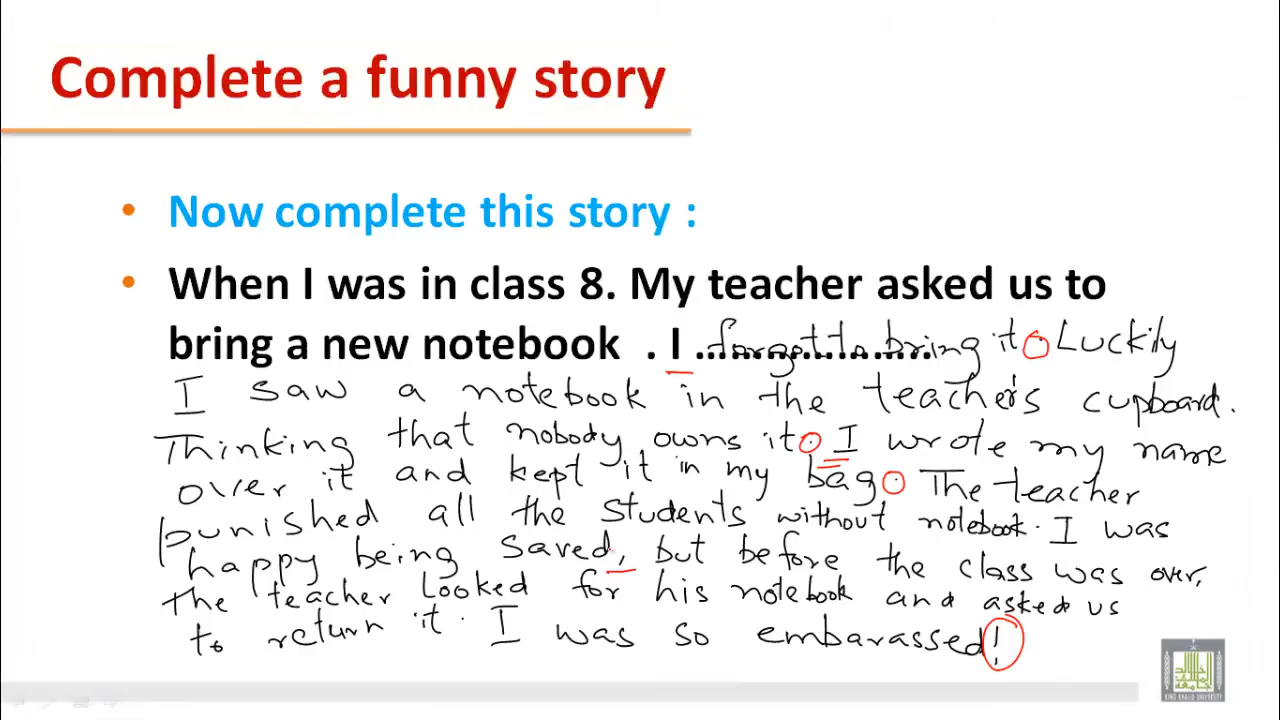 Complete a funny story
• Now complete this story :
• When I was in class 8. My teacher asked us to
bring a new notebook . I .................... forgot to bring it. Luckily
I saw a notebook in the teacher's cupboard.
Thinking that nobody owns it. I wrote my name
over it and kept it in my bag. The teacher
punished all the students without notebook. I was
happy being saved, but before the class was over,
the teacher looked for his notebook and asked us
to return it. I was so embarassed!
KING KHALID UNIVERSITY